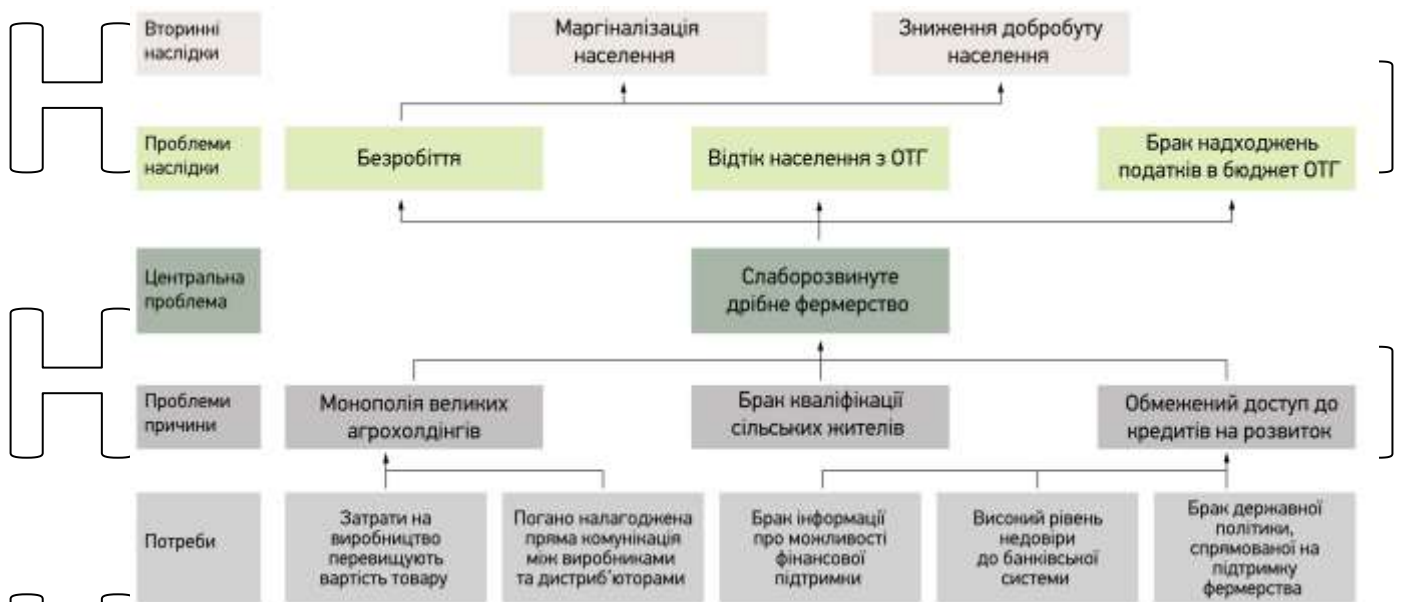 Вторинні
наслідки
Маргіналізація
населення
Зниження добробуту
населення
Проблеми
наслідки
Безробіття
Відтік населення з ОТГ
Брак надходжень
податків в бюджет ОТГ
Центральна
проблема
Слаборозвинуте
дрібне фермерство
Проблеми
причини
Монополія великих
агрохолдінгів
Брак кваліфікації
сільських жителів
Обмежений доступ до
кредитів на розвиток
Потреби
Затрати на
виробництво
перевищують
вартість товару
Погано налагоджена
пряма комунікація
між виробниками
та дистриб’юторами
Брак інформації
про можливості
фінансової
підтримки
Високий рівень
недовіри
до банківської
системи
Брак державної
політики,
спрямованої на
підтримку
фермерства